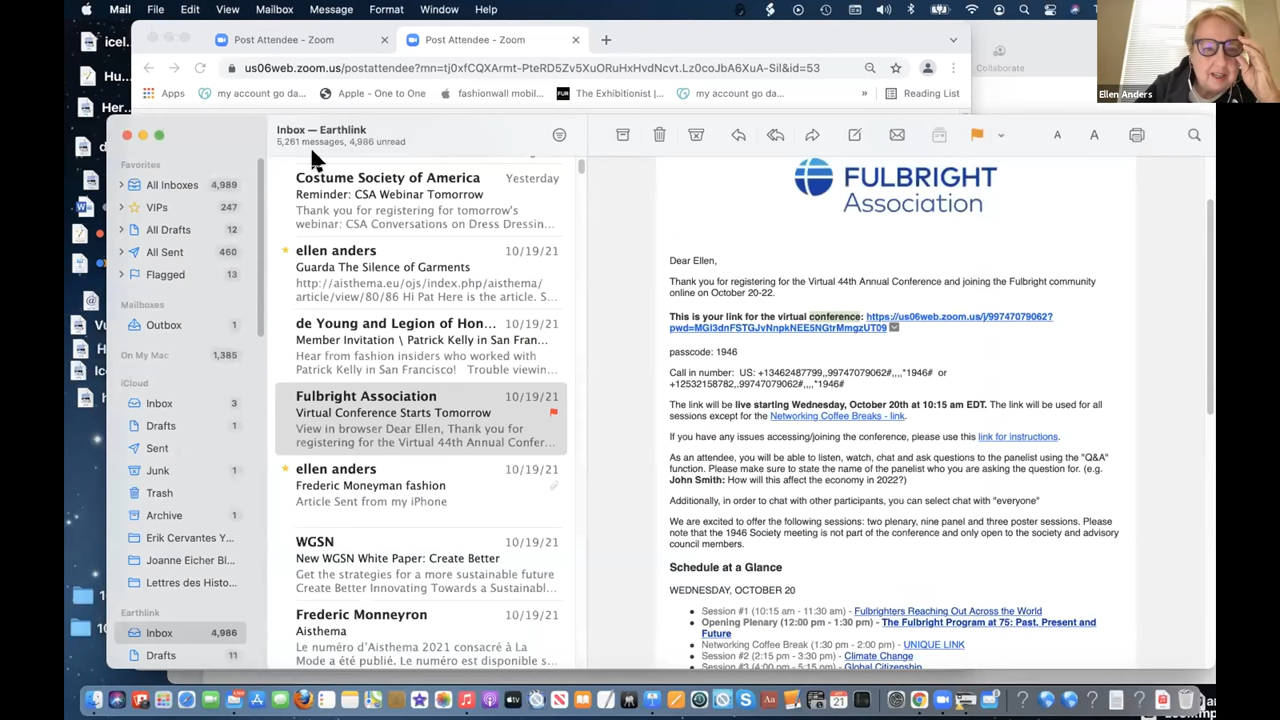 Mail File Edit View Mailbox Message Format Window Help
Post Attendee - Zoom
Post Attendee - Zoom
Collaborate
Ellen Anders
Apps my account go da... apple - One to One... fashionwall mobil... The Exhibitionist |... my account go da... » Reading List
Inbox — Earthlink
5,261 messages, 4,986 unread
Favorites
All Inboxes 4,989
VIPs 247
All Drafts 12
All Sent 460
Flagged 13
Mailboxes
Outbox
On My Mac 1,385
iCloud
Inbox 3
Drafts 1
Sent
Junk 1
Trash
Archive 1
Erik Cervantes Y...
Joanne Eicher Bl...
Lettres des Histo...
Earthlink
Inbox 4,986
Drafts 11
Costume Society of America Yesterday
Reminder: CSA Webinar Tomorrow
Thank you for registering for tomorrow's
webinar: CSA Conversations on Dress Dressin...
ellen anders 10/19/21
Guarda The Silence of Garments
http://aisthema.eu/ojs/index.php/aisthema/
article/view/80/86 Hi Pat Here is the article. S...
de Young and Legion of Hon... 10/19/21
Member Invitation \ Patrick Kelly in San Fran...
Hear from fashion insiders who worked with
Patrick Kelly in San Francisco! Trouble viewin...
Fulbright Association 10/19/21
Virtual Conference Starts Tomorrow
View in browser Dear Ellen, Thank you for
registering for the Virtual 44th Annual Confer...
ellen anders 10/19/21
Frederic Moneyman fashion
Article Sent from my iPhone
WGSN 10/19/21
New WGSN White Paper: Create Better
Get the strategies for a more sustainable future
Create Better Innovating Towards a Sustainabl...
Frederic Monneyron 10/19/21
Aisthema
Le numéro d'Aisthema 2021 consacré à La
Mode a été publié. Le numéro est disponible s...
FULBRIGHT
Association
Dear Ellen,
Thank you for registering for the Virtual 44th Annual Conference and joining the Fulbright community
online on October 20-22.
This is your link for the virtual conference: https://us06web.zoom.us/j/99747079062?
pwd=MGl3dnFSTGJvNnpkNEE5NGtrMmgzUT09
passcode: 1946
Call in number: US: +13462487799,,99747079062#,,,,*1946# or
+12532158782,,99747079062#,,,,*1946#
The link will be live starting Wednesday, October 20th at 10:15 am EDT. The link will be used for all
sessions except for the Networking Coffee Breaks - link.
If you have any issues accessing/joining the conference, please use this link for instructions.
As an attendee, you will be able to listen, watch, chat and ask questions to the panelist using the "Q&A"
function. Please make sure to state the name of the panelist who you are asking the question for. (e.g.
John Smith: How will this affect the economy in 2022?)
Additionally, in order to chat with other participants, you can select chat with "everyone"
We are excited to offer the following sessions: two plenary, nine panel and three poster sessions. Please
note that the 1946 Society meeting is not part of the conference and only open to the society and advisory
council members.
Schedule at a Glance
WEDNESDAY, OCTOBER 20
Session #1 (10:15 am - 11:30 am) - Fulbrighters Reaching Out Across the World
Opening Plenary (12:00 pm - 1:30 pm) - The Fulbright Program at 75: Past, Present and
Future
Networking Coffee Break (1:30 pm - 2:00 pm) - UNIQUE LINK
Session #2 (2:15 pm - 3:30 pm) - Climate Change
Session #3 (4:00 pm - 5:15 pm) - Global Citizenship